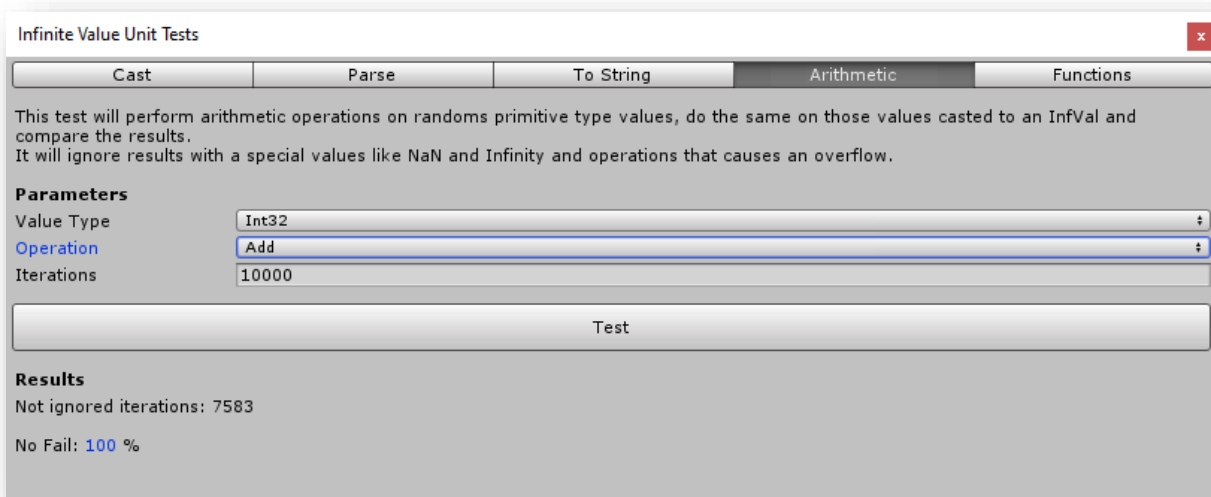 Infinite Value Unit Tests
x
Cast Parse To String Arithmetic Functions
This test will perform arithmetic operations on randoms primitive type values, do the same on those values casted to an InfVal and
compare the results.
It will ignore results with a special values like NaN and Infinity and operations that causes an overflow.
Parameters
Value Type Int32
Operation Add
Iterations 10000
Test
Results
Not ignored iterations: 7583
No Fail: 100 %